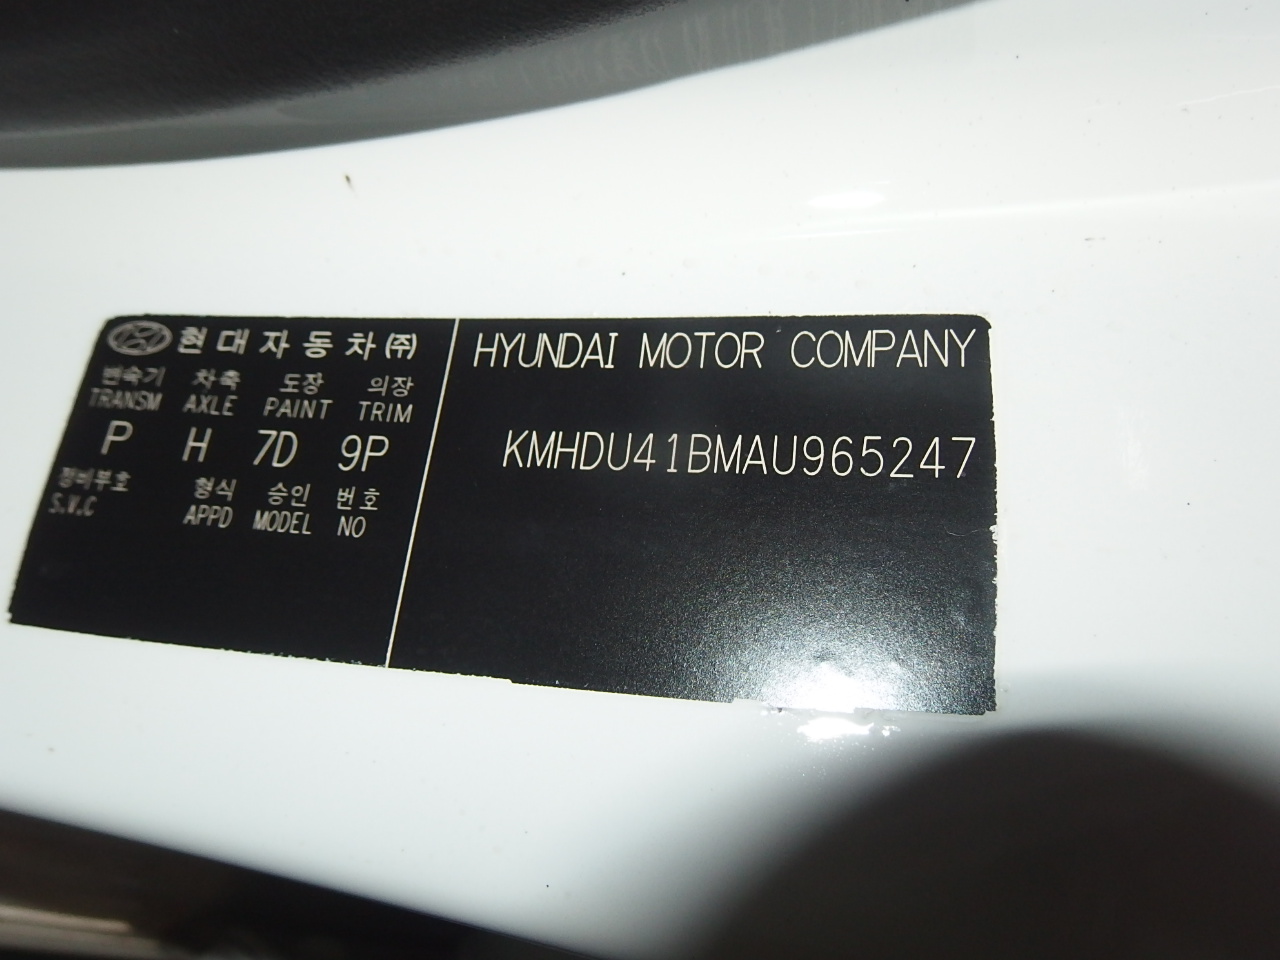 현대자동차(주)
변속기 차축 도장 의장
TRANSM AXLE PAINT TRIM
P H 7D 9P
정비부호 형식 승인 번호
S.V.C APPD MODEL NO
HYUNDAI MOTOR COMPANY
KMHDU41BMAU965247